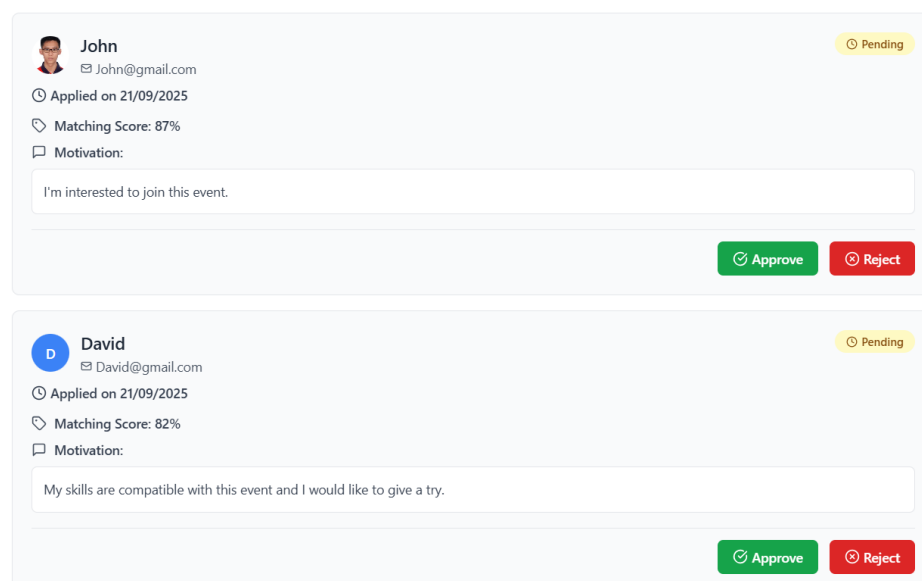 John
Pending
John@gmail.com
Applied on 21/09/2025
Matching Score: 87%
Motivation:
I'm interested to join this event.
Approve
Reject
D
David
Pending
David@gmail.com
Applied on 21/09/2025
Matching Score: 82%
Motivation:
My skills are compatible with this event and I would like to give a try.
Approve
Reject